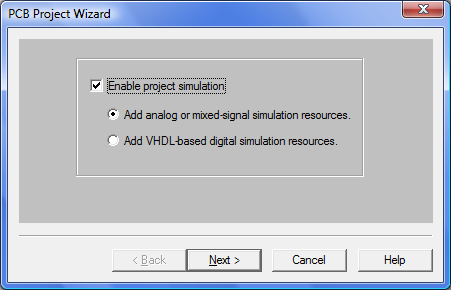 PCB Project Wizard
Enable project simulation
Add analog or mixed-signal simulation resources.
Add VHDL-based digital simulation resources.
< Back Next > Cancel Help